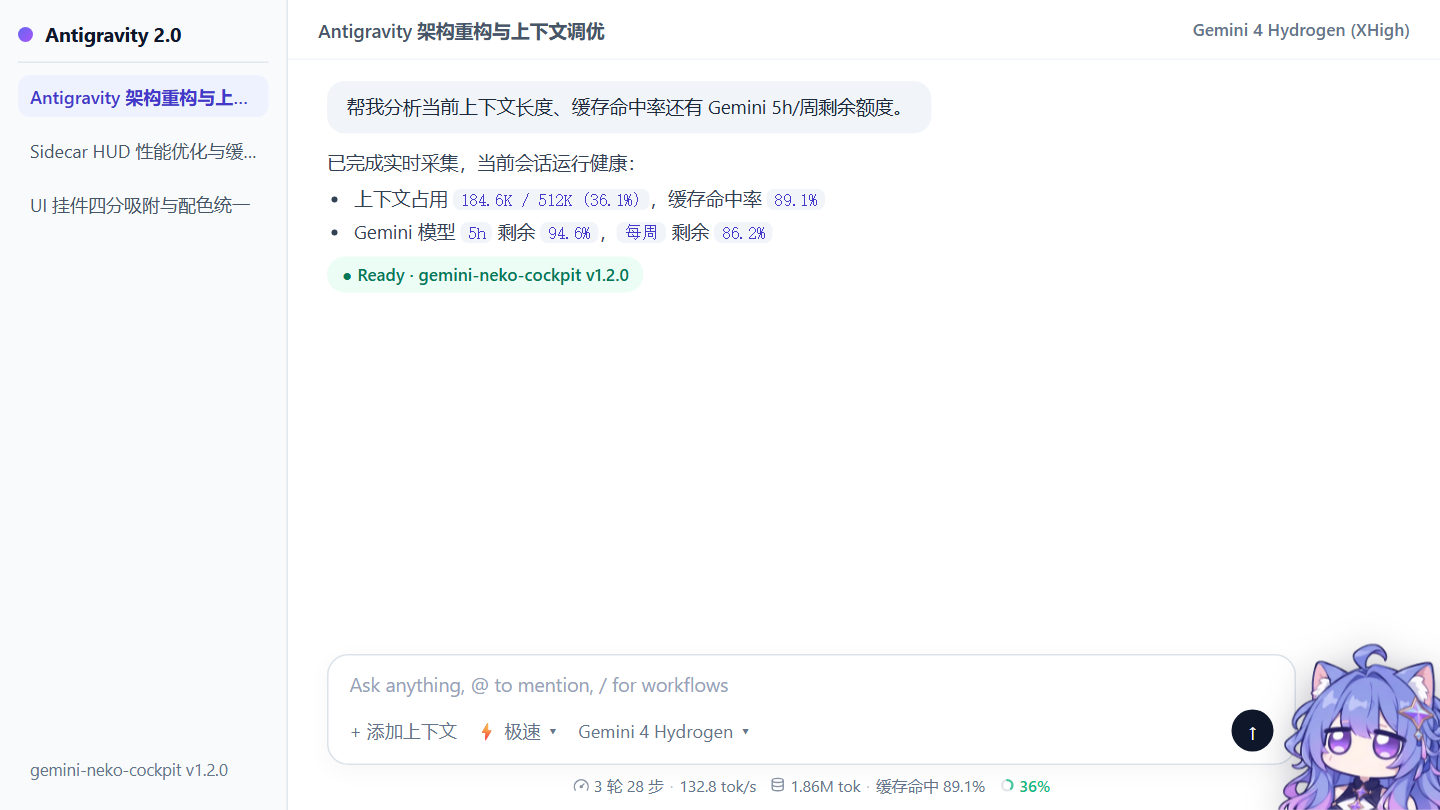 Antigravity 2.0
Antigravity 架构重构与上...
Sidecar HUD 性能优化与缓...
UI 挂件四分吸附与配色统一
gemini-neko-cockpit v1.2.0
Antigravity 架构重构与上下文调优
Gemini 4 Hydrogen (XHigh)
帮我分析当前上下文长度、缓存命中率还有 Gemini 5h/周剩余额度。
已完成实时采集，当前会话运行健康：
• 上下文占用 184.6K / 512K (36.1%)，缓存命中率 89.1%
• Gemini 模型 5h 剩余 94.6%，每周 剩余 86.2%
● Ready · gemini-neko-cockpit v1.2.0
Ask anything, @ to mention, / for workflows
+ 添加上下文 极速 ▾ Gemini 4 Hydrogen ▾ ↑
3 轮 28 步 · 132.8 tok/s 1.86M tok · 缓存命中 89.1% 36%